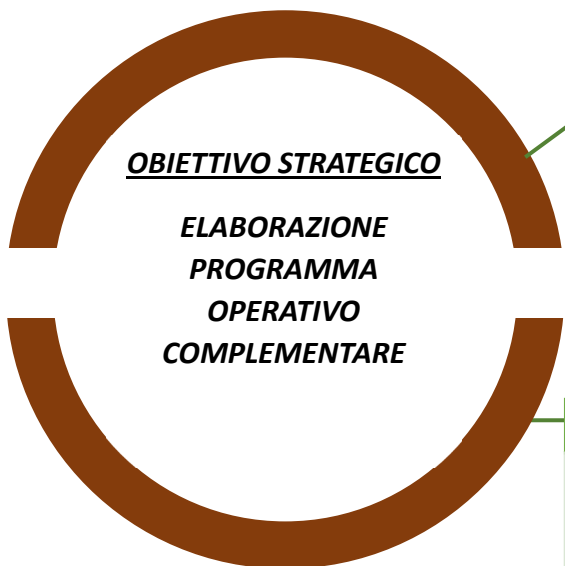 OBIETTIVO STRATEGICO
ELABORAZIONE
PROGRAMMA
OPERATIVO
COMPLEMENTARE